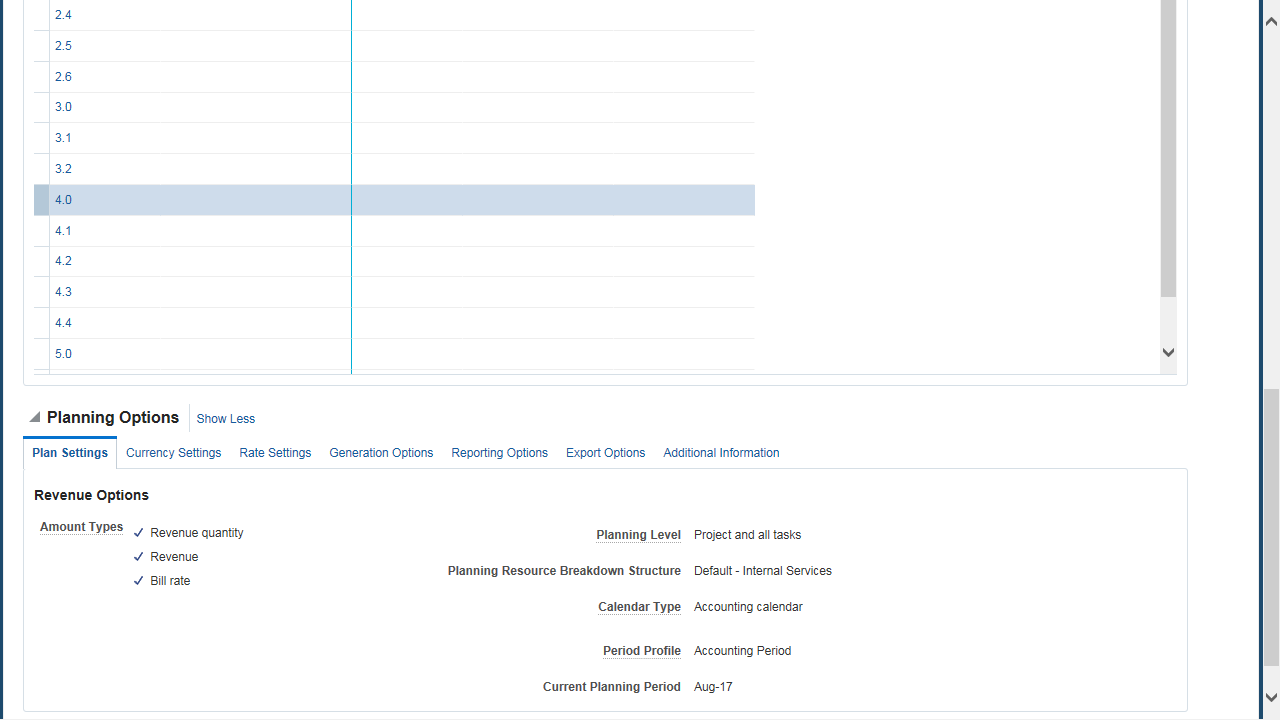 2.4
2.5
2.6
3.0
3.1
3.2
4.0
4.1
4.2
4.3
4.4
5.0
Planning Options Show Less
Plan Settings Currency Settings Rate Settings Generation Options Reporting Options Export Options Additional Information
Revenue Options
Amount Types
Revenue quantity
Revenue
Bill rate
Planning Level Project and all tasks
Planning Resource Breakdown Structure Default - Internal Services
Calendar Type Accounting calendar
Period Profile Accounting Period
Current Planning Period Aug-17